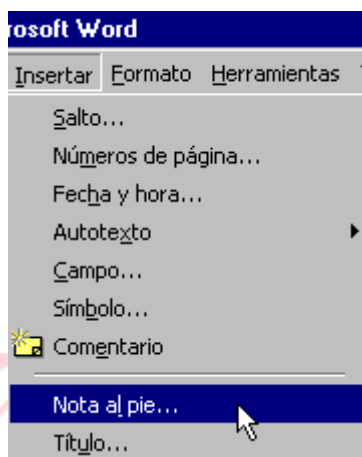 rosoft Word
Insertar Formato Herramientas
Salto...
Números de página...
Fecha y hora...
Autotexto
Campo...
Símbolo...
Comentario
Nota al pie...
Título...